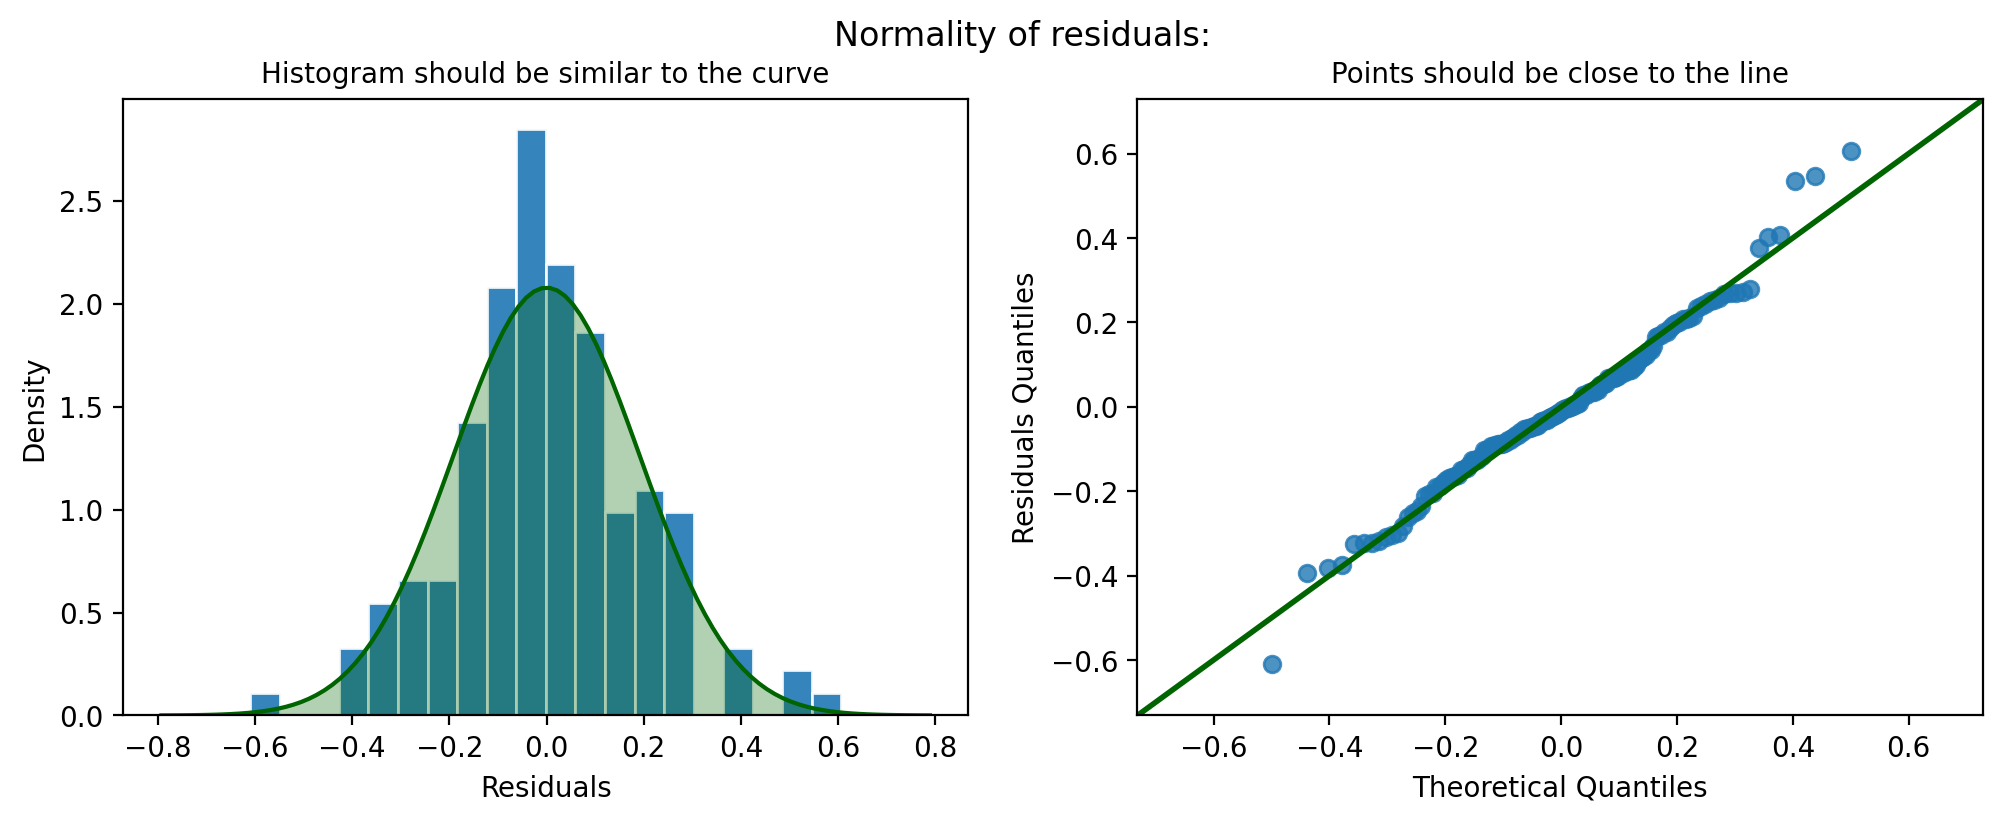 Normality of residuals:
Histogram should be similar to the curve
Density
2.5
2.0
1.5
1.0
0.5
0.0
−0.8 −0.6 −0.4 −0.2 0.0 0.2 0.4 0.6 0.8
Residuals
Points should be close to the line
Residuals Quantiles
0.6
0.4
0.2
0.0
−0.2
−0.4
−0.6
−0.6 −0.4 −0.2 0.0 0.2 0.4 0.6
Theoretical Quantiles